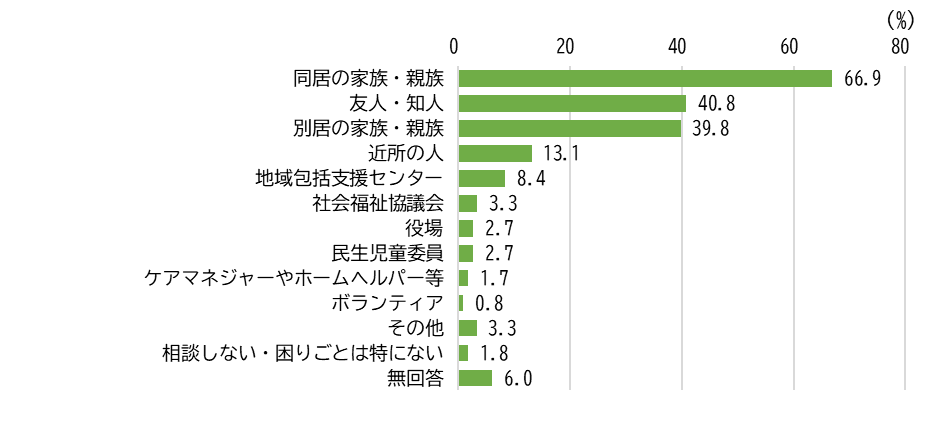 (%)
0 20 40 60 80
同居の家族・親族 66.9
友人・知人 40.8
別居の家族・親族 39.8
近所の人 13.1
地域包括支援センター 8.4
社会福祉協議会 3.3
役場 2.7
民生児童委員 2.7
ケアマネジャーやホームヘルパー等 1.7
ボランティア 0.8
その他 3.3
相談しない・困りごとは特にない 1.8
無回答 6.0